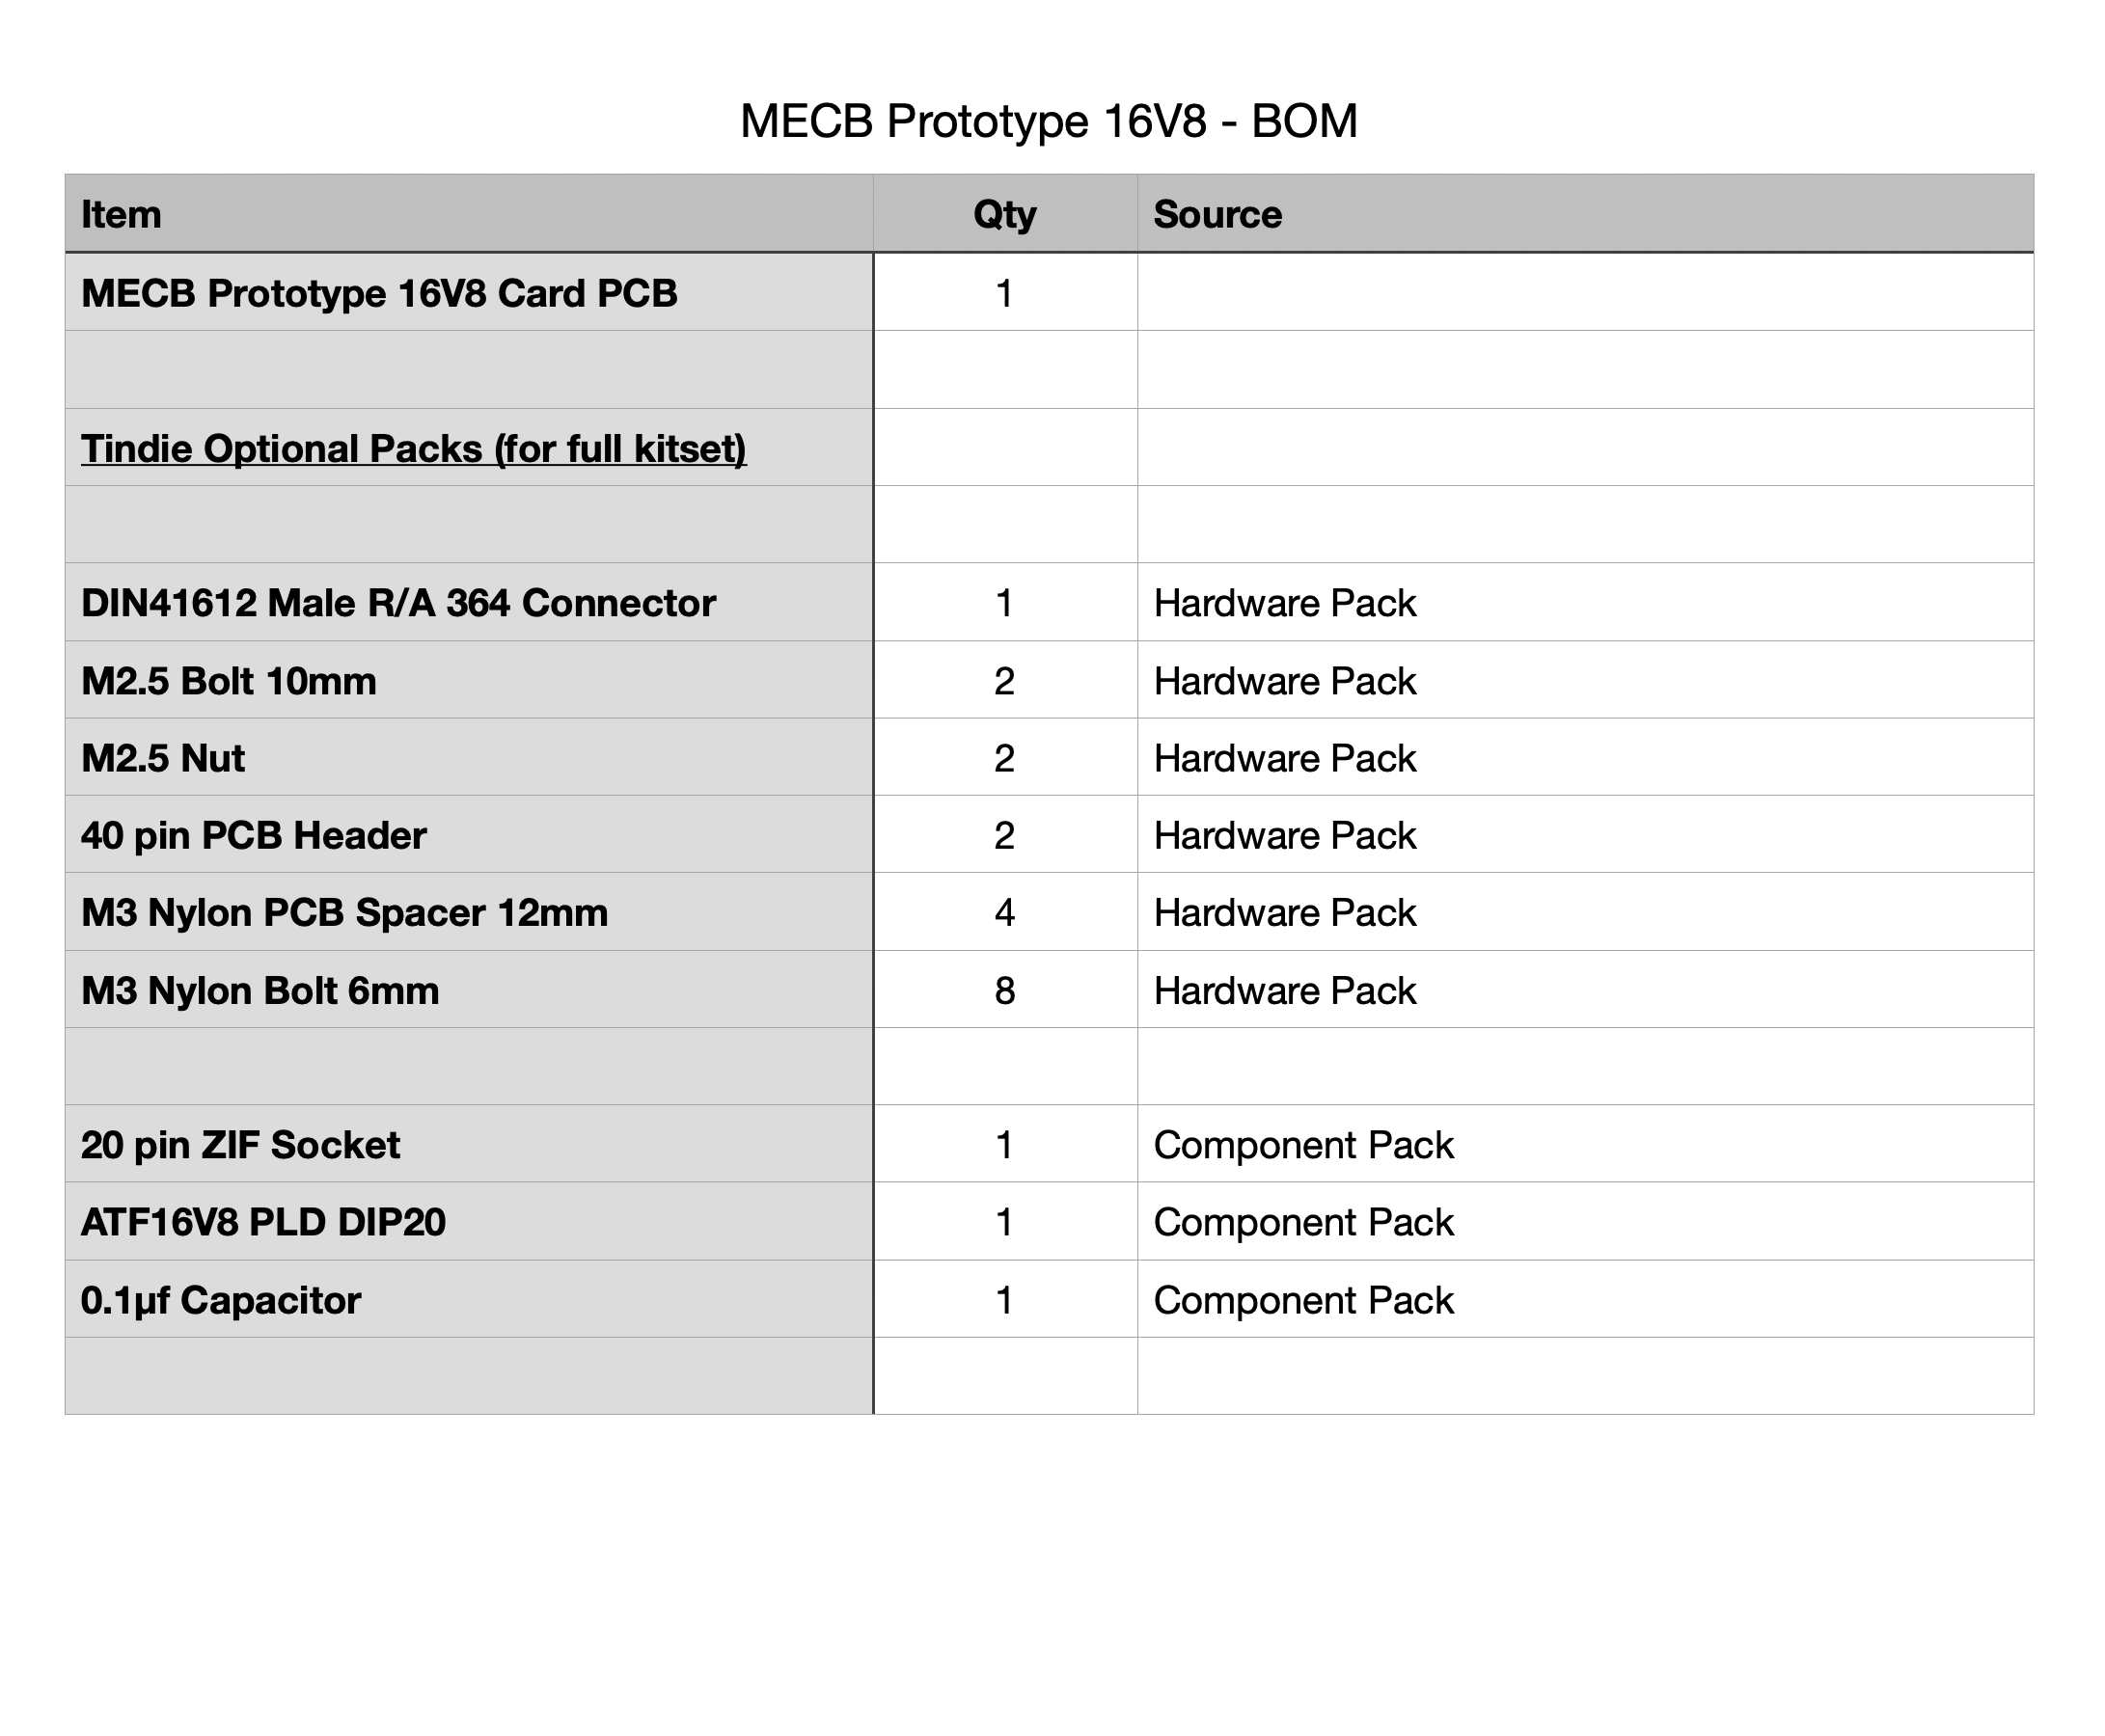 MECB Prototype 16V8 - BOM
Item Qty Source
MECB Prototype 16V8 Card PCB 1
Tindie Optional Packs (for full kitset)
DIN41612 Male R/A 364 Connector 1 Hardware Pack
M2.5 Bolt 10mm 2 Hardware Pack
M2.5 Nut 2 Hardware Pack
40 pin PCB Header 2 Hardware Pack
M3 Nylon PCB Spacer 12mm 4 Hardware Pack
M3 Nylon Bolt 6mm 8 Hardware Pack
20 pin ZIF Socket 1 Component Pack
ATF16V8 PLD DIP20 1 Component Pack
0.1µf Capacitor 1 Component Pack